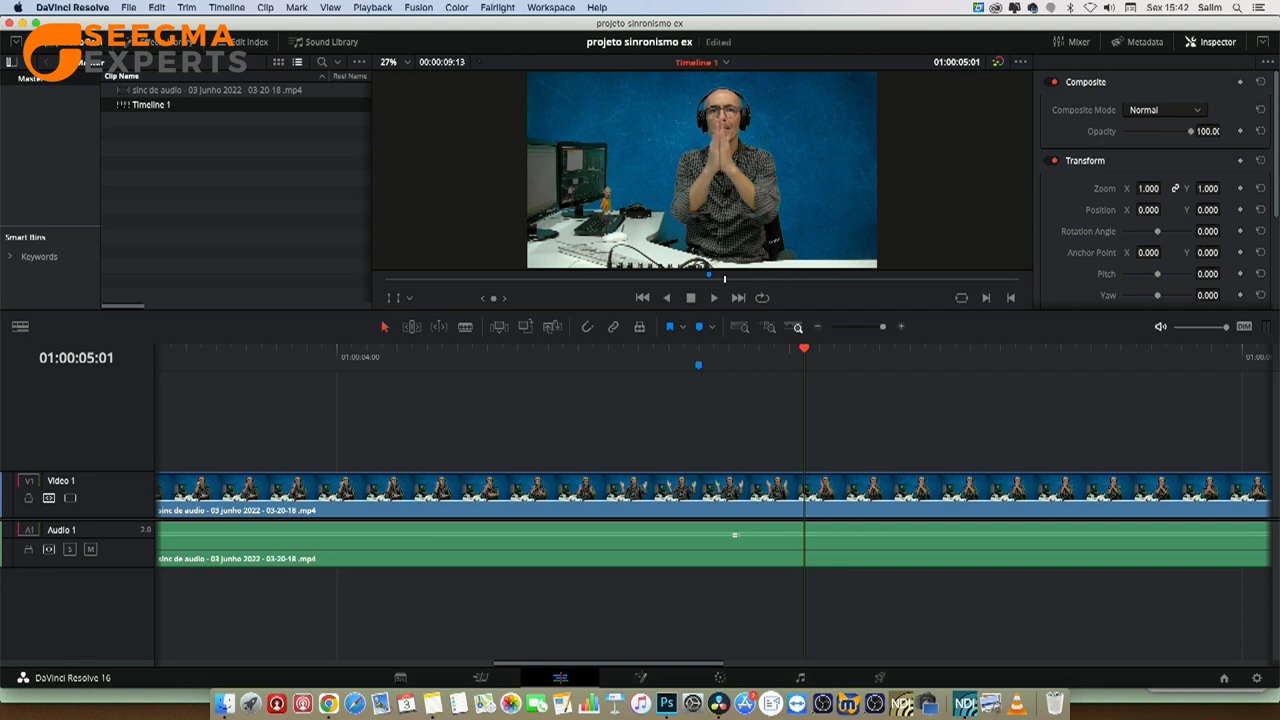 DaVinci Resolve File Edit Trim Timeline Clip Mark View Playback Fusion Color Fairlight Workspace Help Sex 15:42 Salim
projeto sinronismo ex
SEEGMA
EXPERTS
Edit Index Sound Library projeto sinronismo ex Edited Mixer Metadata Inspector
27% 00:00:09:13 Timeline 1 01:00:05:01
Master
Clip Name Reel Name
sinc de audio - 03 junho 2022 - 03-20-18 .mp4
Timeline 1
Smart Bins
Keywords
Composite
Composite Mode Normal
Opacity 100.00
Transform
Zoom X 1.000 Y 1.000
Position X 0.000 Y 0.000
Rotation Angle 0.000
Anchor Point X 0.000 Y 0.000
Pitch 0.000
Yaw 0.000
DIM
01:00:05:01
01:00:04:00
V1 Video 1
sinc de audio - 03 junho 2022 - 03-20-18 .mp4
A1 Audio 1 2.0
S M
sinc de audio - 03 junho 2022 - 03-20-18 .mp4
DaVinci Resolve 16
Ps
NDI
NDI